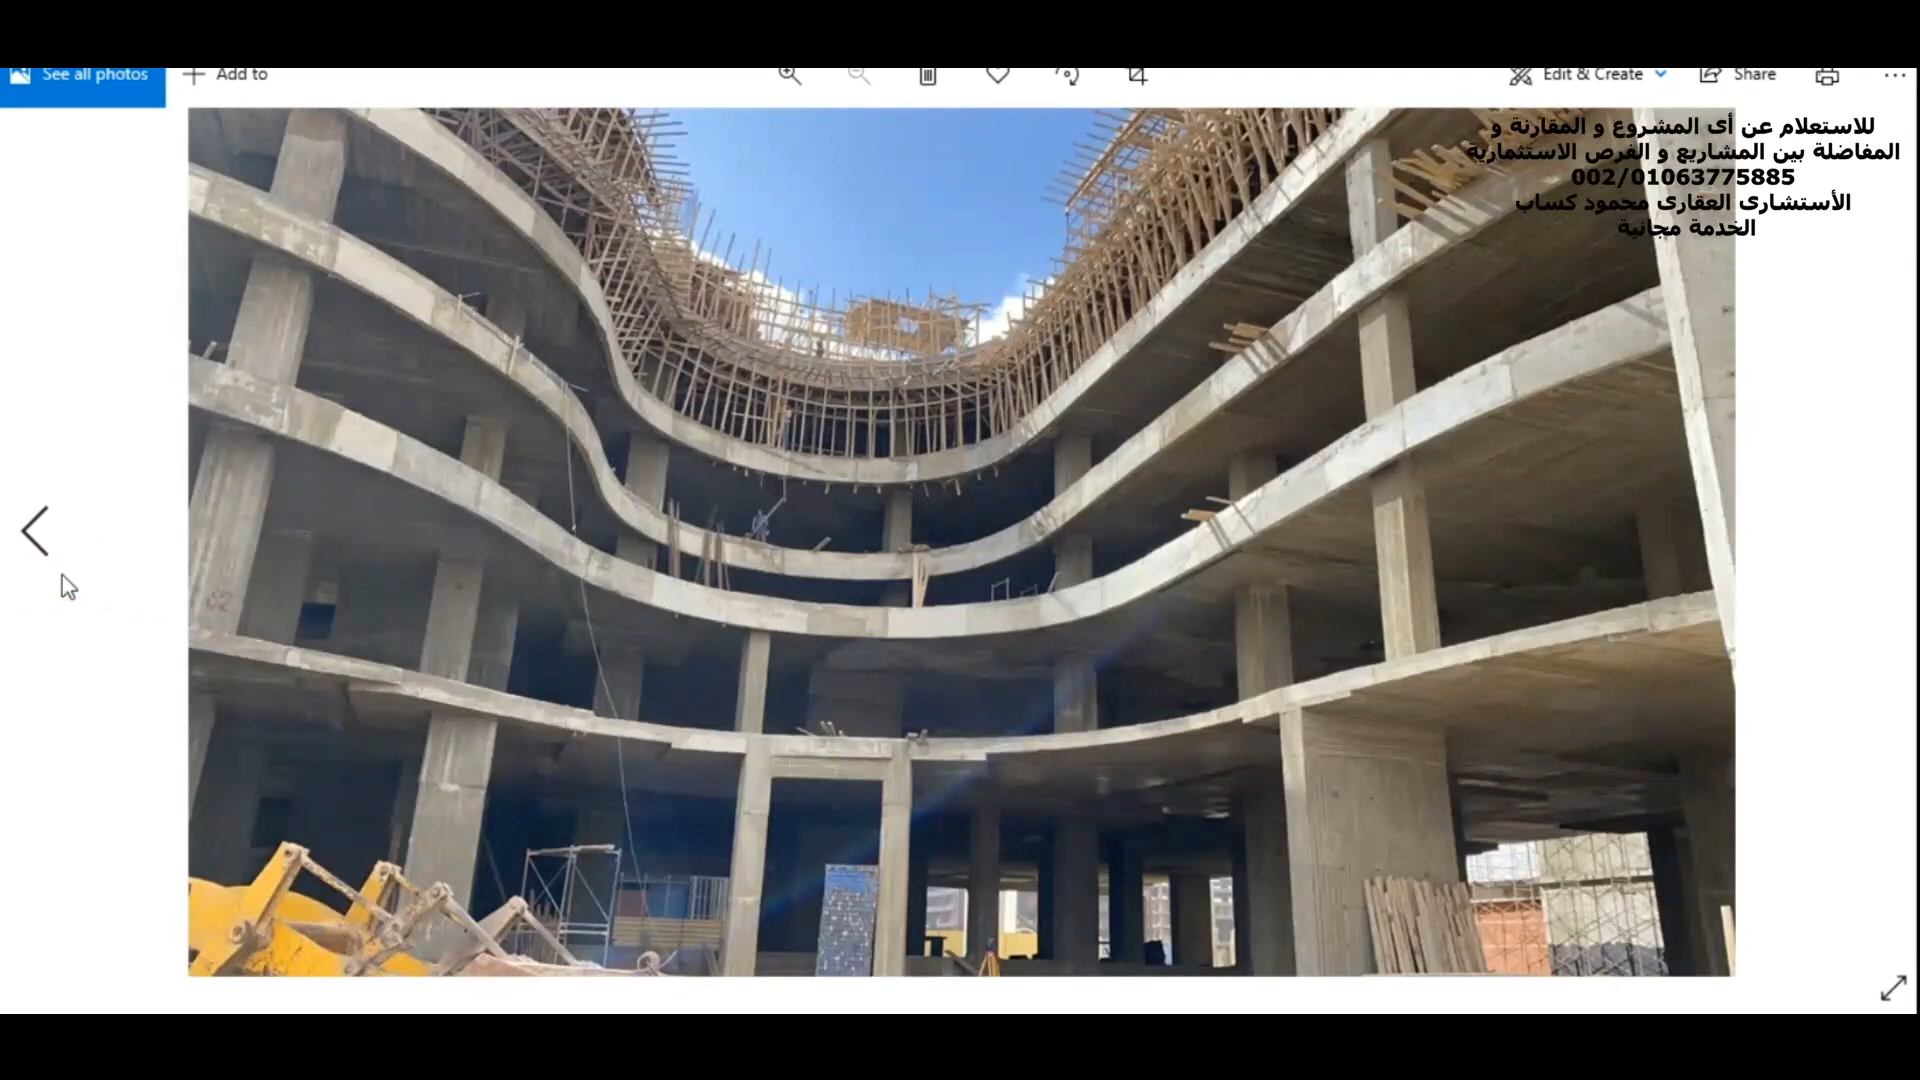 See all photos
Add to
Edit & Create
Share
للاستعلام عن أى المشروع و المقارنة و
المفاضلة بين المشاريع و الفرص الاستثمارية
002/01063775885
الأستشارى العقارى محمود كساب
الخدمة مجانية
52